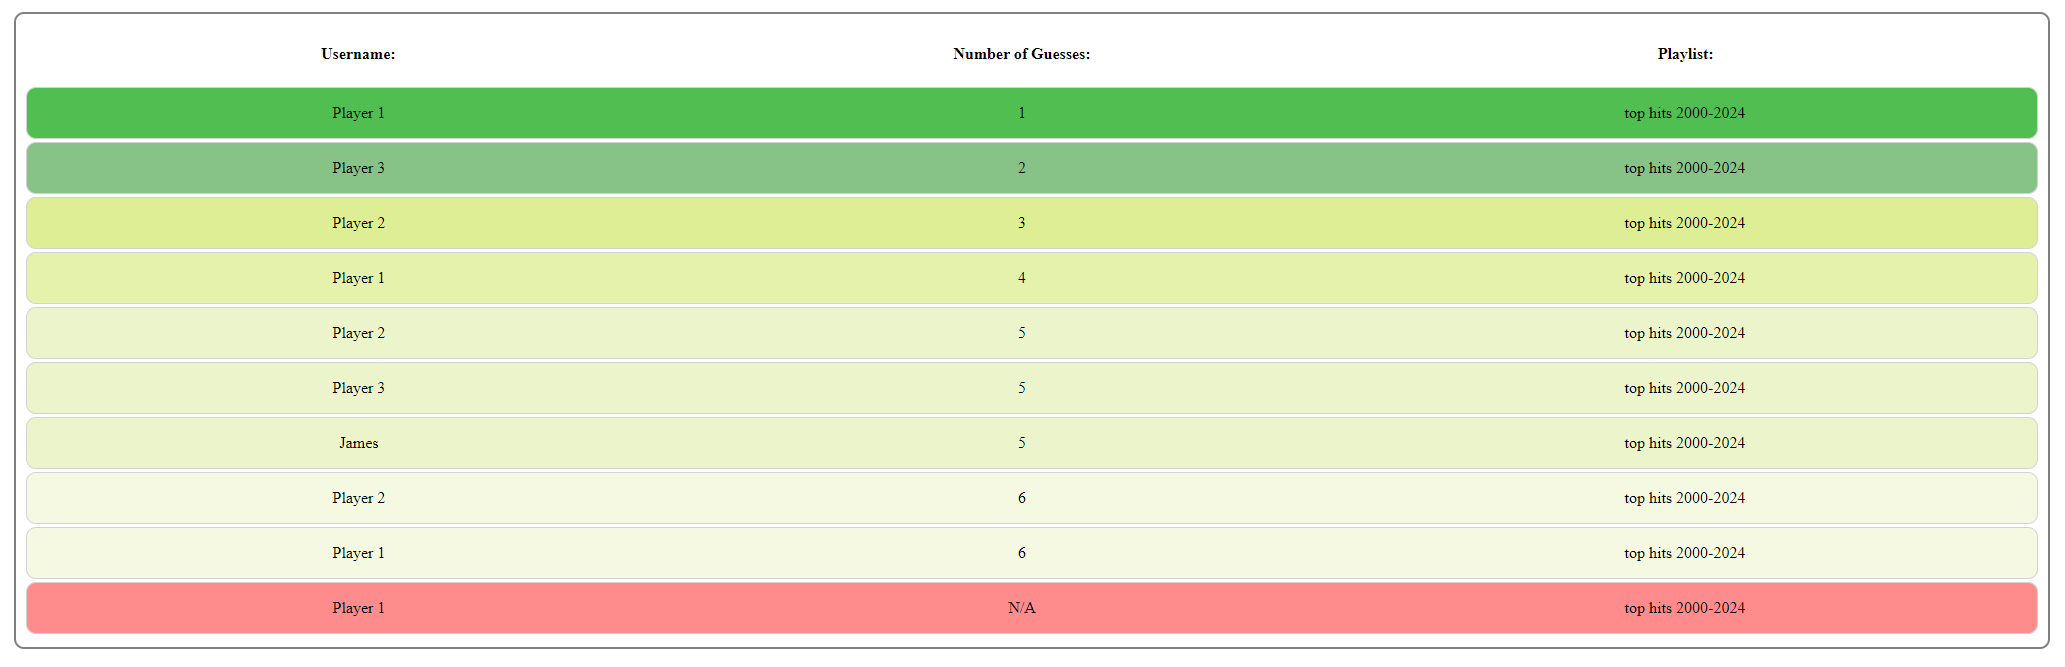 Username: Number of Guesses: Playlist:
Player 1 1 top hits 2000-2024
Player 3 2 top hits 2000-2024
Player 2 3 top hits 2000-2024
Player 1 4 top hits 2000-2024
Player 2 5 top hits 2000-2024
Player 3 5 top hits 2000-2024
James 5 top hits 2000-2024
Player 2 6 top hits 2000-2024
Player 1 6 top hits 2000-2024
Player 1 N/A top hits 2000-2024